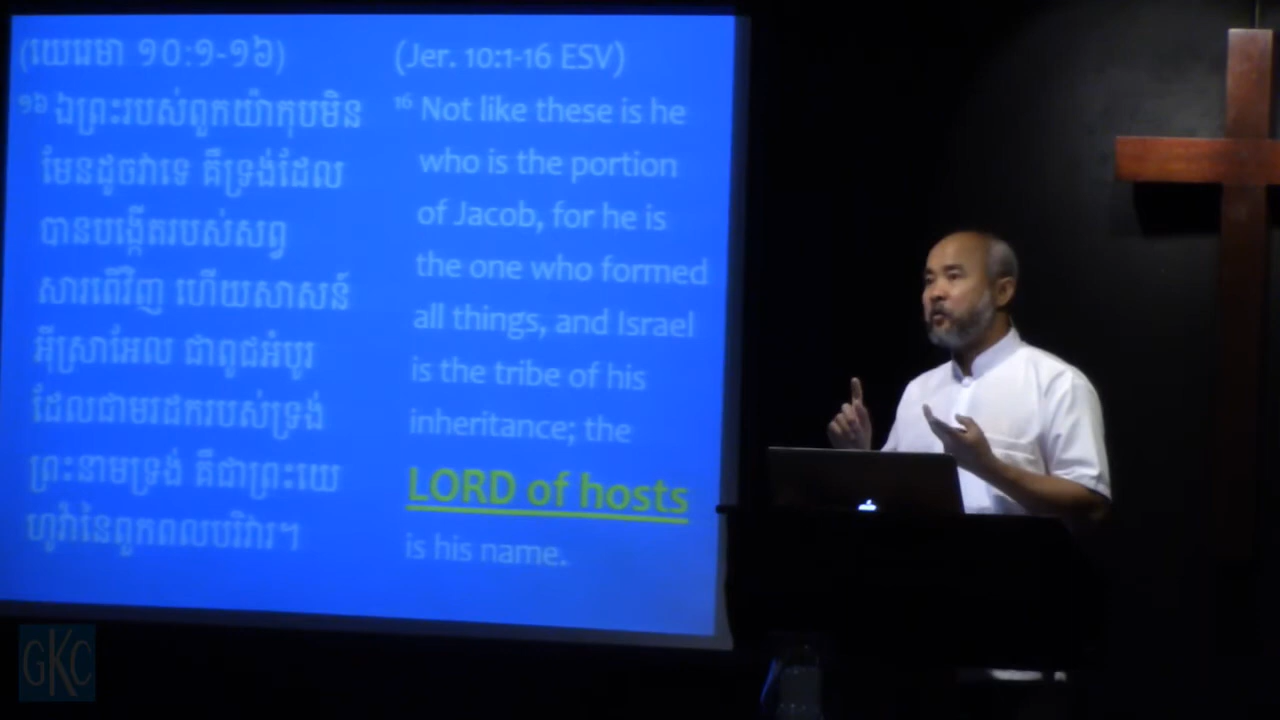 (យេរេមា ១០:១-១៦)
១៦ ឯព្រះរបស់ពួកយ៉ាកុបមិន
មែនដូចវាទេ គឺទ្រង់ដែល
បានបង្កើតរបស់សព្វ
សារពើវិញ ហើយសាសន៍
អ៊ីស្រាអែល ជាពូជអំបូរ
ដែលជាមរដករបស់ទ្រង់
ព្រះនាមទ្រង់ គឺជាព្រះយេ
ហូវ៉ានៃពួកពលបរិវារ។
(Jer. 10:1-16 ESV)
16 Not like these is he
who is the portion
of Jacob, for he is
the one who formed
all things, and Israel
is the tribe of his
inheritance; the
LORD of hosts
is his name.
GKC